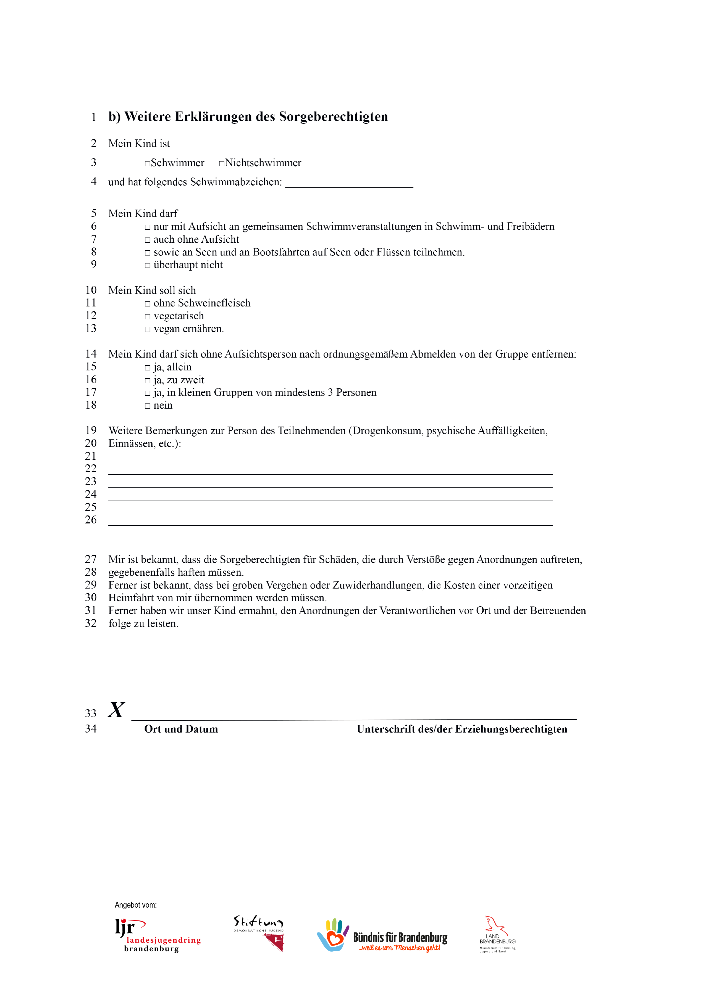 1 b) Weitere Erklärungen des Sorgeberechtigten
2 Mein Kind ist
3 □Schwimmer □Nichtschwimmer
4 und hat folgendes Schwimmabzeichen: ______________________
5 Mein Kind darf
6 □ nur mit Aufsicht an gemeinsamen Schwimmveranstaltungen in Schwimm- und Freibädern
7 □ auch ohne Aufsicht
8 □ sowie an Seen und an Bootsfahrten auf Seen oder Flüssen teilnehmen.
9 □ überhaupt nicht
10 Mein Kind soll sich
11 □ ohne Schweinefleisch
12 □ vegetarisch
13 □ vegan ernähren.
14 Mein Kind darf sich ohne Aufsichtsperson nach ordnungsgemäßem Abmelden von der Gruppe entfernen:
15 □ ja, allein
16 □ ja, zu zweit
17 □ ja, in kleinen Gruppen von mindestens 3 Personen
18 □ nein
19 Weitere Bemerkungen zur Person des Teilnehmenden (Drogenkonsum, psychische Auffälligkeiten,
20 Einnässen, etc.):
21
22
23
24
25
26
27 Mir ist bekannt, dass die Sorgeberechtigten für Schäden, die durch Verstöße gegen Anordnungen auftreten,
28 gegebenenfalls haften müssen.
29 Ferner ist bekannt, dass bei groben Vergehen oder Zuwiderhandlungen, die Kosten einer vorzeitigen
30 Heimfahrt von mir übernommen werden müssen.
31 Ferner haben wir unser Kind ermahnt, den Anordnungen der Verantwortlichen vor Ort und der Betreuenden
32 folge zu leisten.
33 X
34 Ort und Datum Unterschrift des/der Erziehungsberechtigten
Angebot vom:
ljr
landesjugendring
brandenburg
Stiftung
DEMOKRATISCHE JUGEND
Bündnis für Brandenburg
...weil es um Menschen geht!
LAND
BRANDENBURG
Ministerium für Bildung,
Jugend und Sport